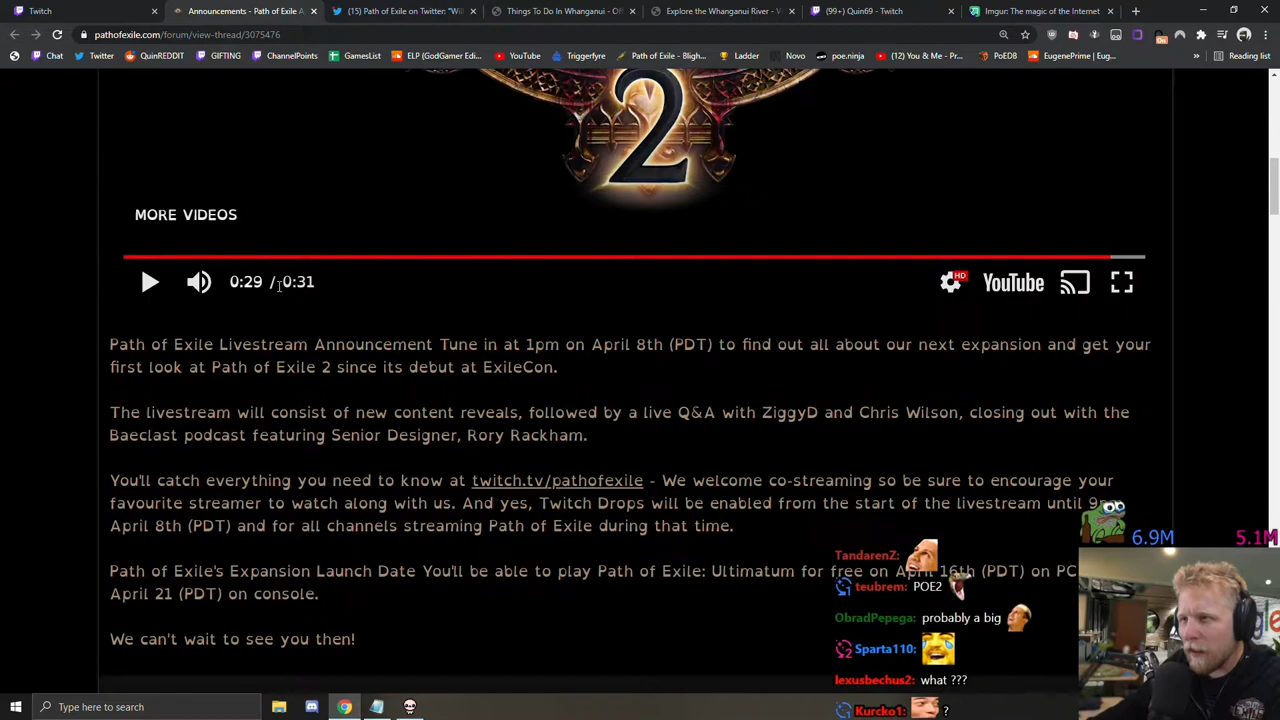 Twitch
Announcements - Path of Exile A
(15) Path of Exile on Twitter: "Wil
Things To Do In Whanganui - Of
Explore the Whanganui River - V
(99+) Quin69 - Twitch
Imgur: The magic of the Internet
pathofexile.com/forum/view-thread/3075476
Chat
Twitter
QuinREDDIT
GIFTING
ChannelPoints
GamesList
ELP (GodGamer Edi...
YouTube
Triggerfyre
Path of Exile - Bligh...
Ladder
Novo
poe.ninja
(12) You & Me - Pr...
PoEDB
EugenePrime | Eug...
Reading list
2
MORE VIDEOS
0:29 / 0:31
HD
YouTube
Path of Exile Livestream Announcement Tune in at 1pm on April 8th (PDT) to find out all about our next expansion and get your
first look at Path of Exile 2 since its debut at ExileCon.
The livestream will consist of new content reveals, followed by a live Q&A with ZiggyD and Chris Wilson, closing out with the
Baeclast podcast featuring Senior Designer, Rory Rackham.
You'll catch everything you need to know at twitch.tv/pathofexile - We welcome co-streaming so be sure to encourage your
favourite streamer to watch along with us. And yes, Twitch Drops will be enabled from the start of the livestream until
April 8th (PDT) and for all channels streaming Path of Exile during that time.
6.9M 5.1M
TandarenZ:
Path of Exile's Expansion Launch Date You'll be able to play Path of Exile: Ultimatum for free on April 16th (PDT) on PC
teubrem: POE2
April 21 (PDT) on console.
ObradPepega: probably a big
We can't wait to see you then!
2 Sparta110:
lexusbechus2: what ???
Kurcko1: ?
Type here to search